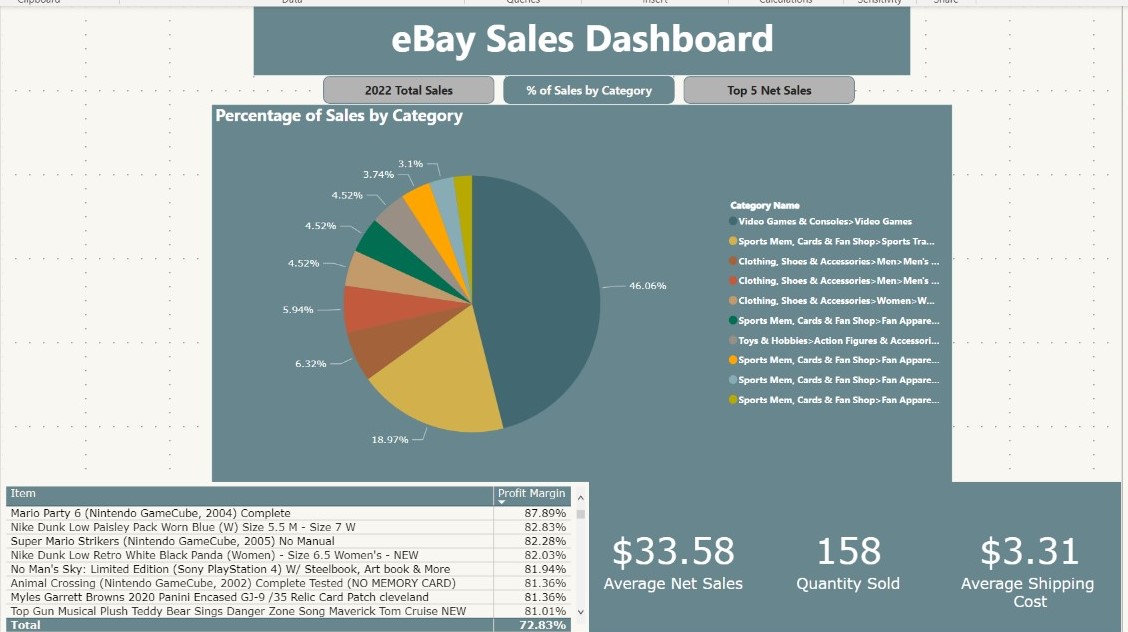 Clipboard Data Queries Insert Calculations Sensitivity Share
eBay Sales Dashboard
2022 Total Sales
% of Sales by Category
Top 5 Net Sales
Percentage of Sales by Category
46.06%
18.97%
6.32%
5.94%
4.52%
4.52%
4.52%
3.74%
3.1%
Category Name
Video Games & Consoles>Video Games
Sports Mem, Cards & Fan Shop>Sports Tra...
Clothing, Shoes & Accessories>Men>Men's ...
Clothing, Shoes & Accessories>Men>Men's ...
Clothing, Shoes & Accessories>Women>W...
Sports Mem, Cards & Fan Shop>Fan Appare...
Toys & Hobbies>Action Figures & Accessori...
Sports Mem, Cards & Fan Shop>Fan Appare...
Sports Mem, Cards & Fan Shop>Fan Appare...
Sports Mem, Cards & Fan Shop>Fan Appare...
Item Profit Margin
Mario Party 6 (Nintendo GameCube, 2004) Complete 87.89%
Nike Dunk Low Paisley Pack Worn Blue (W) Size 5.5 M - Size 7 W 82.83%
Super Mario Strikers (Nintendo GameCube, 2005) No Manual 82.28%
Nike Dunk Low Retro White Black Panda (Women) - Size 6.5 Women's - NEW 82.03%
No Man's Sky: Limited Edition (Sony PlayStation 4) W/ Steelbook, Art book & More 81.94%
Animal Crossing (Nintendo GameCube, 2002) Complete Tested (NO MEMORY CARD) 81.36%
Myles Garrett Browns 2020 Panini Encased GJ-9 /35 Relic Card Patch cleveland 81.36%
Top Gun Musical Plush Teddy Bear Sings Danger Zone Song Maverick Tom Cruise NEW 81.01%
Total 72.83%
$33.58
Average Net Sales
158
Quantity Sold
$3.31
Average Shipping
Cost